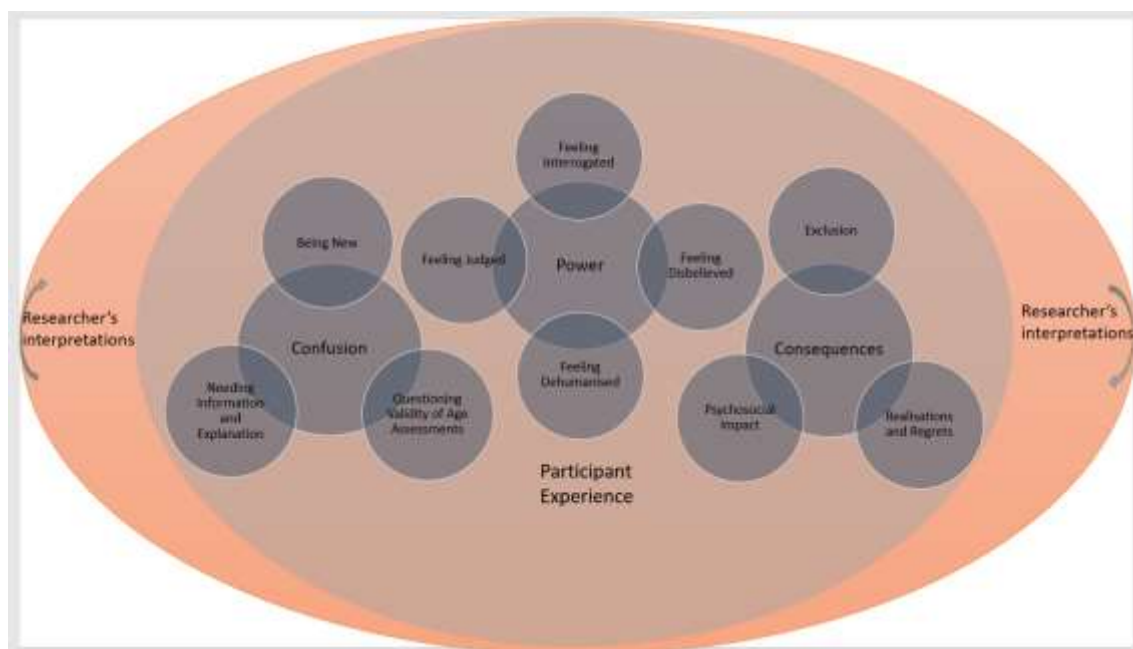 Feeling
Interrogated
Being New
Feeling Judged
Power
Feeling
Disbelieved
Exclusion
Researcher's
interpretations
Confusion
Feeling
Dehumanised
Consequences
Researcher's
interpretations
Needing
Information
and
Explanation
Questioning
Validity of Age
Assessments
Psychosocial
Impact
Realisations
and Regrets
Participant
Experience